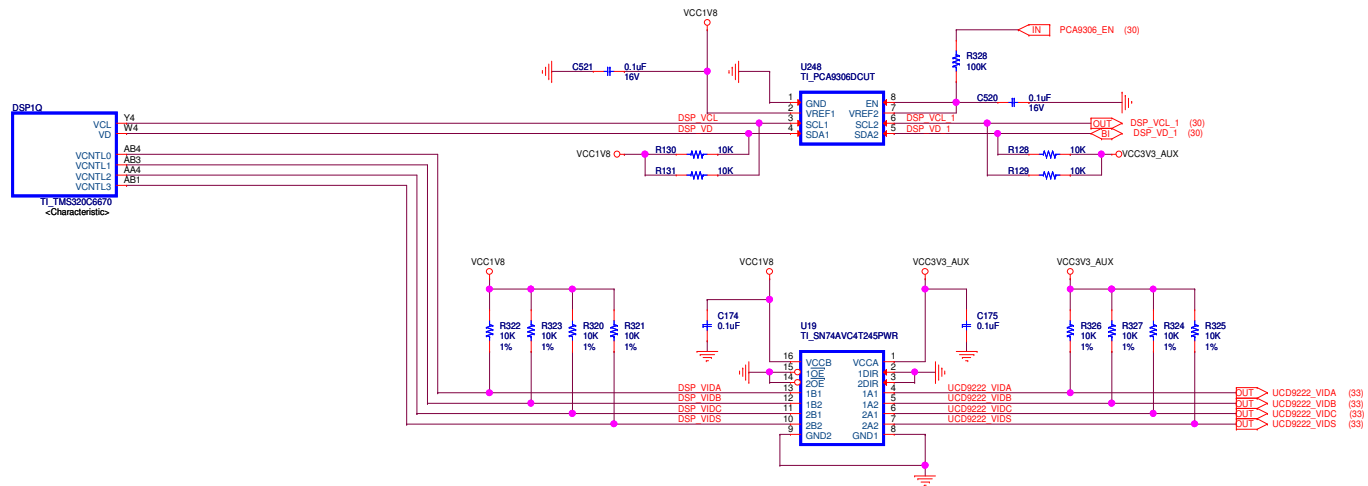 VCC1V8
IN PCA9306_EN (30)
R328
100K
C521 0.1uF
16V
U248
TI_PCA9306DCUT
C520 0.1uF
16V
1 GND EN 8
2 VREF1 VREF2 7
3 SCL1 SCL2 6
4 SDA1 SDA2 5
DSP1Q
VCL Y4
VD W4
VCNTL0 AB4
VCNTL1 AB3
VCNTL2 AA4
VCNTL3 AB1
TI_TMS320C6670
<Characteristic>
DSP_VCL
DSP_VD
DSP_VCL_1
DSP_VD_1
OUT DSP_VCL_1 (30)
BI DSP_VD_1 (30)
VCC1V8
R130 10K
R131 10K
R128 10K
R129 10K
VCC3V3_AUX
VCC1V8
VCC1V8
VCC3V3_AUX
VCC3V3_AUX
R322
10K
1%
R323
10K
1%
R320
10K
1%
R321
10K
1%
C174
0.1uF
U19
TI_SN74AVC4T245PWR
C175
0.1uF
R326
10K
1%
R327
10K
1%
R324
10K
1%
R325
10K
1%
16 VCCB VCCA 1
15 1OE 1DIR 2
14 2OE 2DIR 3
DSP_VIDA 13 1B1 1A1 4 UCD9222_VIDA OUT UCD9222_VIDA (33)
DSP_VIDB 12 1B2 1A2 5 UCD9222_VIDB OUT UCD9222_VIDB (33)
DSP_VIDC 11 2B1 2A1 6 UCD9222_VIDC OUT UCD9222_VIDC (33)
DSP_VIDS 10 2B2 2A2 7 UCD9222_VIDS OUT UCD9222_VIDS (33)
9 GND2 GND1 8